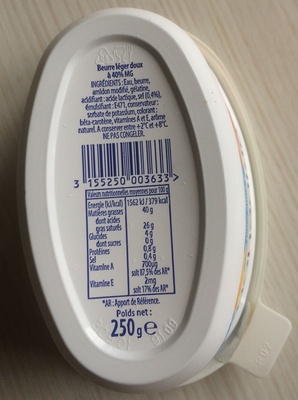 Beurre léger doux
à 40% MG
INGRÉDIENTS : Eau, beurre,
amidon modifié, gélatine,
acidifiant : acide lactique, sel (0,4%),
émulsifiant : E471, conservateur :
sorbate de potassium, colorant :
bêta-carotène, vitamines A et E, arôme
naturel. A conserver entre +2°C et +8°C.
NE PAS CONGELER.
3 155250 003633
Valeurs nutritionnelles moyennes pour 100 g
Energie (kJ/kcal) 1562 kJ / 379 kcal
Matières grasses 40 g
dont acides
gras saturés 26 g
Glucides 4 g
dont sucres 0 g
Protéines 0,8 g
Sel 0,4 g
Vitamine A 700µg
soit 87,5% des AR*
Vitamine E 2mg
soit 17% des AR*
*AR : Apport de Référence.
Poids net :
250 g e